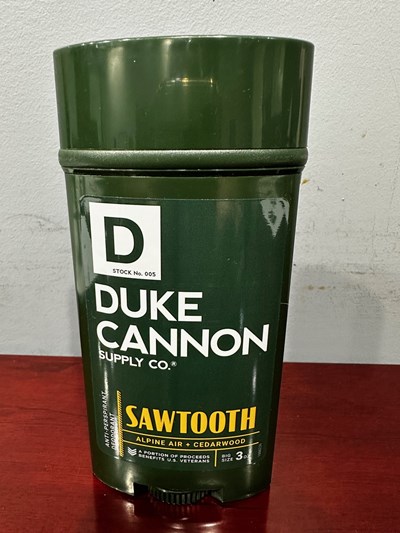 D
STOCK No. 005
DUKE
CANNON
SUPPLY CO.®
ANTI-PERSPIRANT
DEODORANT
SAWTOOTH
ALPINE AIR + CEDARWOOD
A PORTION OF PROCEEDS
BENEFITS U.S. VETERANS
BIG
SIZE
3